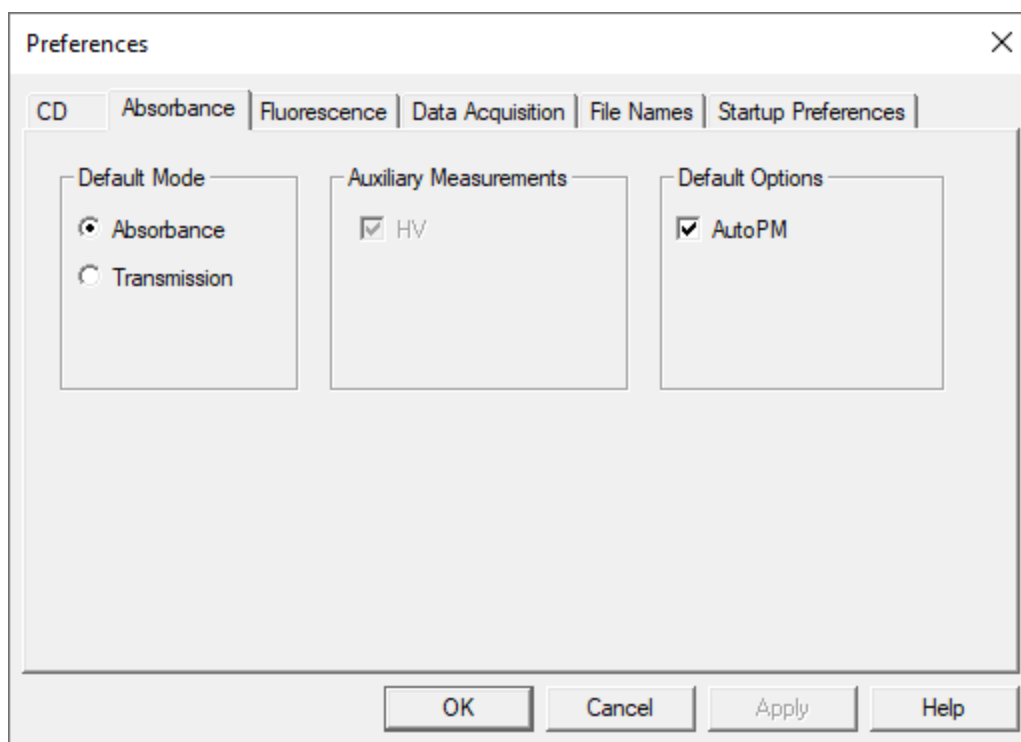 Preferences
CD Absorbance Fluorescence Data Acquisition File Names Startup Preferences
Default Mode Auxiliary Measurements Default Options
Absorbance HV AutoPM
Transmission
OK Cancel Apply Help